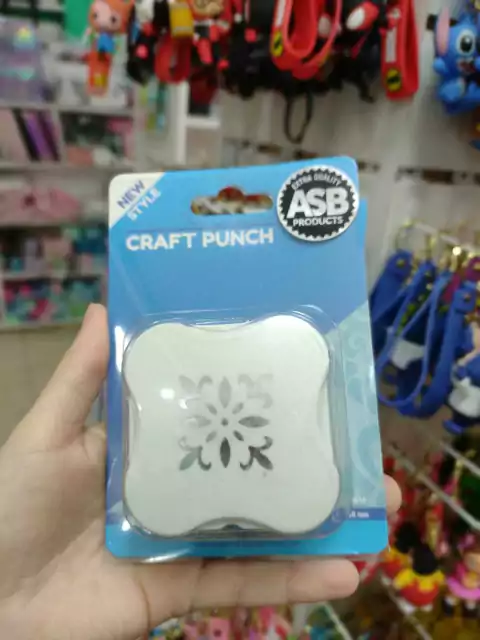 NEW
STYLE
EXTRA QUALITY
ASB
PRODUCTS
CRAFT PUNCH